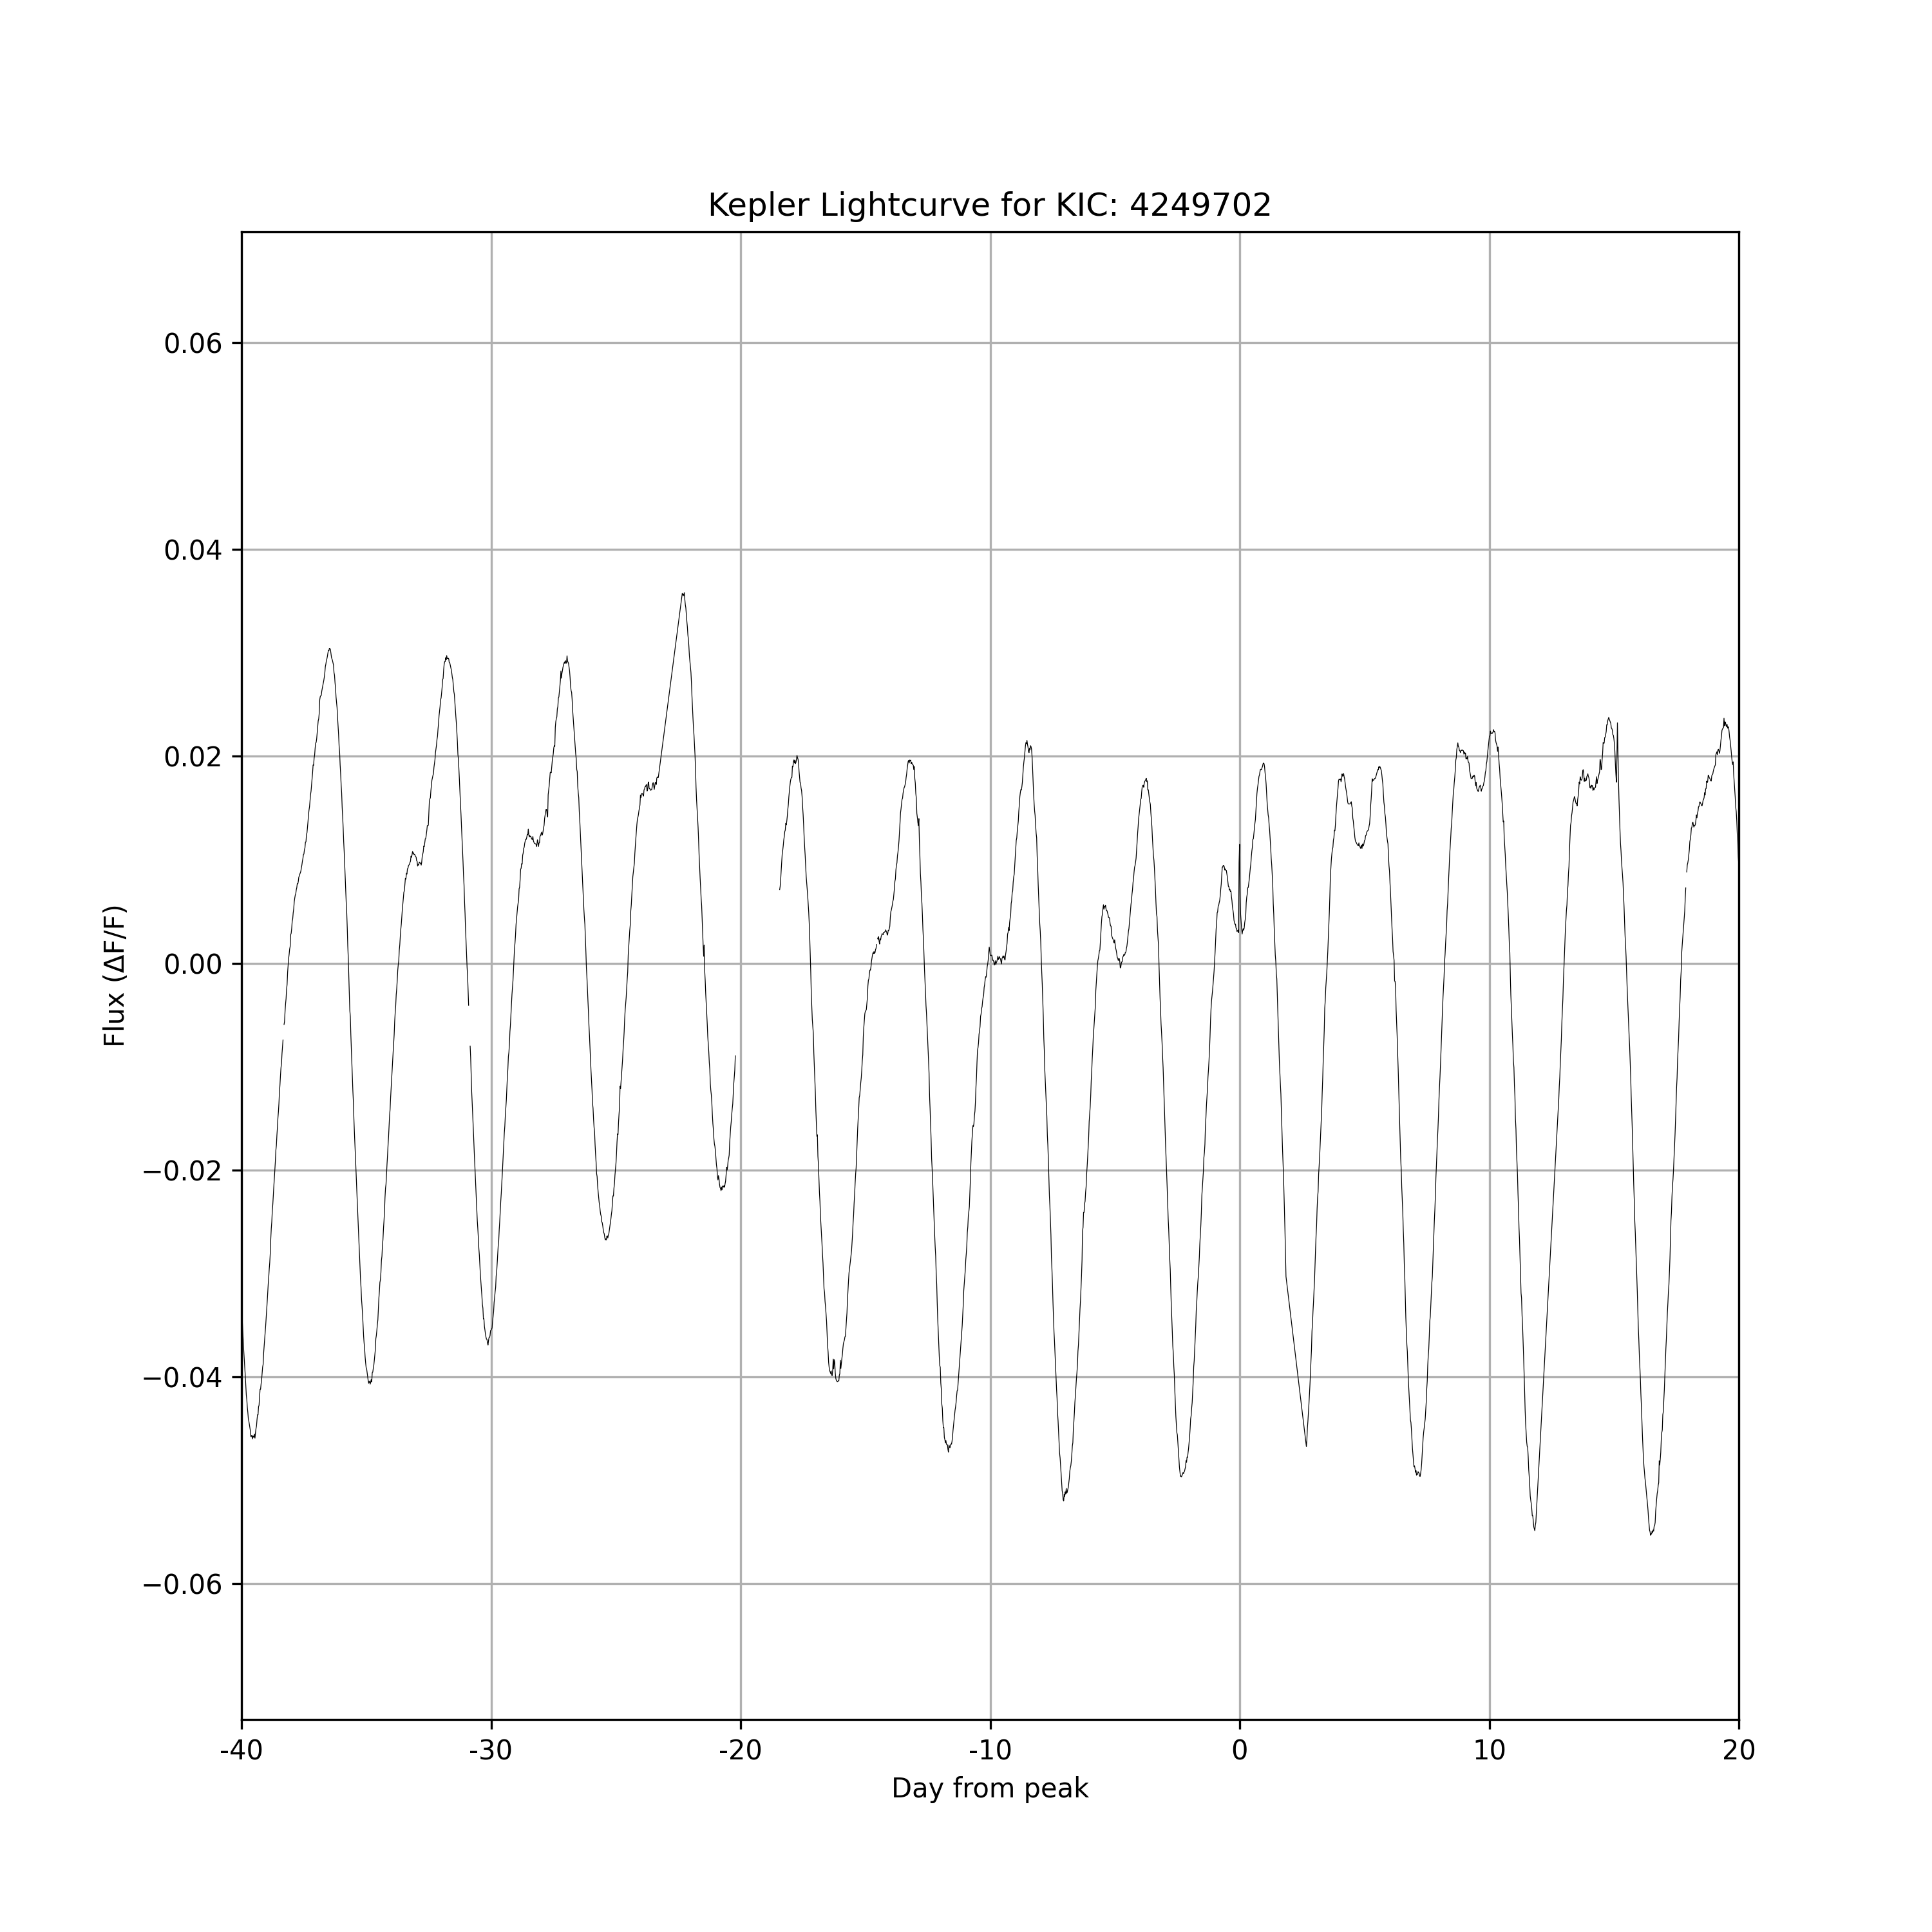 Kepler Lightcurve for KIC: 4249702
Flux (ΔF/F)
0.06
0.04
0.02
0.00
−0.02
−0.04
−0.06
-40 -30 -20 -10 0 10 20
Day from peak